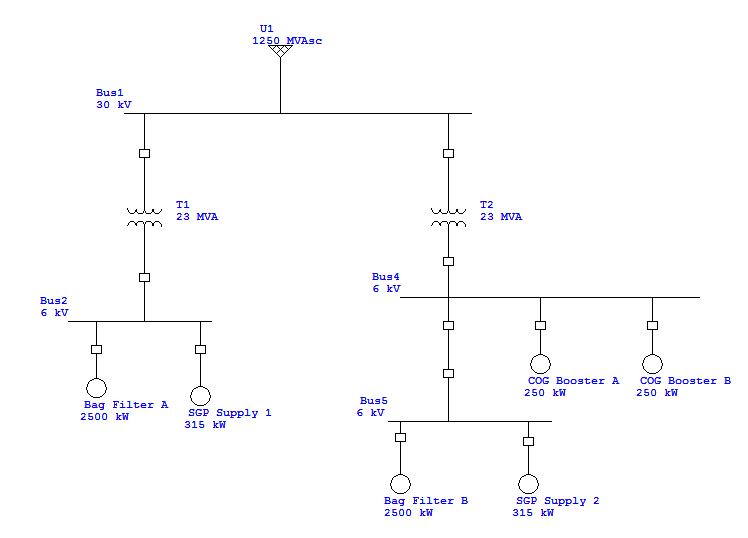 U1
1250 MVAsc
Bus1
30 kV
T1
23 MVA
T2
23 MVA
Bus4
6 kV
Bus2
6 kV
COG Booster A
250 kW
COG Booster B
250 kW
Bag Filter A
2500 kW
SGP Supply 1
315 kW
Bus5
6 kV
Bag Filter B
2500 kW
SGP Supply 2
315 kW